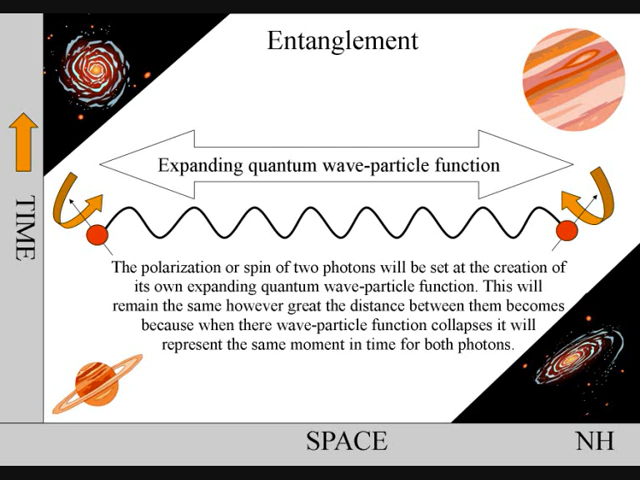 Entanglement
Expanding quantum wave-particle function
TIME
The polarization or spin of two photons will be set at the creation of
its own expanding quantum wave-particle function. This will
remain the same however great the distance between them becomes
because when there wave-particle function collapses it will
represent the same moment in time for both photons.
SPACE
NH